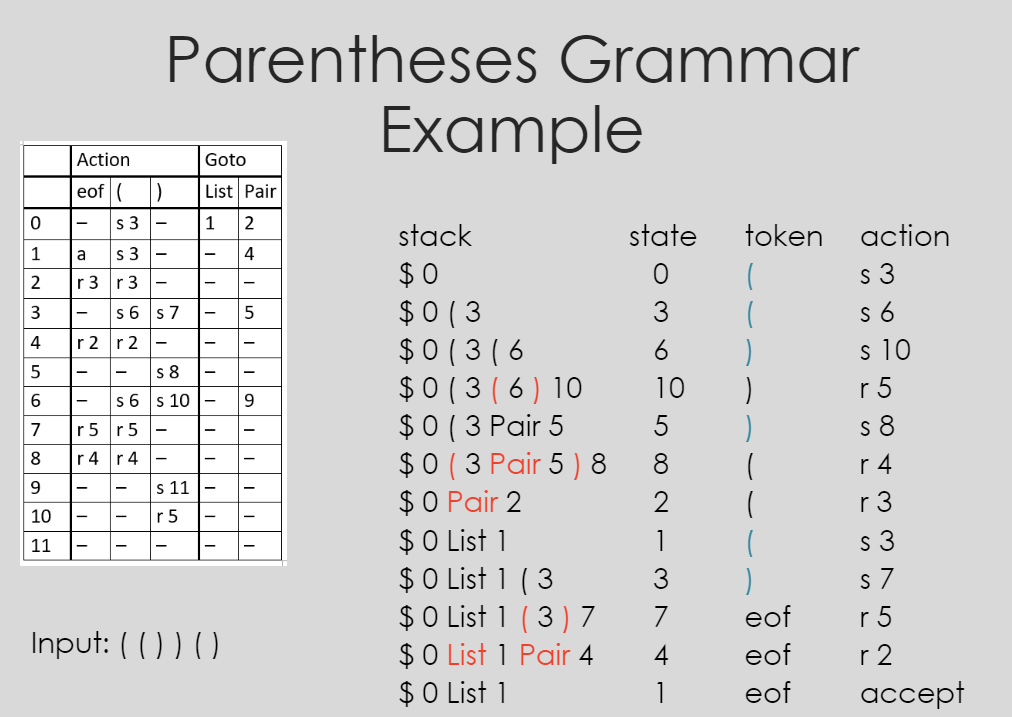 Parentheses Grammar
Example
Action Goto
eof ( ) List Pair
0 – s 3 – 1 2
1 a s 3 – – 4
2 r 3 r 3 – – –
3 – s 6 s 7 – 5
4 r 2 r 2 – – –
5 – – s 8 – –
6 – s 6 s 10 – 9
7 r 5 r 5 – – –
8 r 4 r 4 – – –
9 – – s 11 – –
10 – – r 5 – –
11 – – – – –
Input: ( ( ) ) ( )
stack state token action
$ 0 0 ( s 3
$ 0 ( 3 3 ( s 6
$ 0 ( 3 ( 6 6 ) s 10
$ 0 ( 3 ( 6 ) 10 10 ) r 5
$ 0 ( 3 Pair 5 5 ) s 8
$ 0 ( 3 Pair 5 ) 8 8 ( r 4
$ 0 Pair 2 2 ( r 3
$ 0 List 1 1 ( s 3
$ 0 List 1 ( 3 3 ) s 7
$ 0 List 1 ( 3 ) 7 7 eof r 5
$ 0 List 1 Pair 4 4 eof r 2
$ 0 List 1 1 eof accept